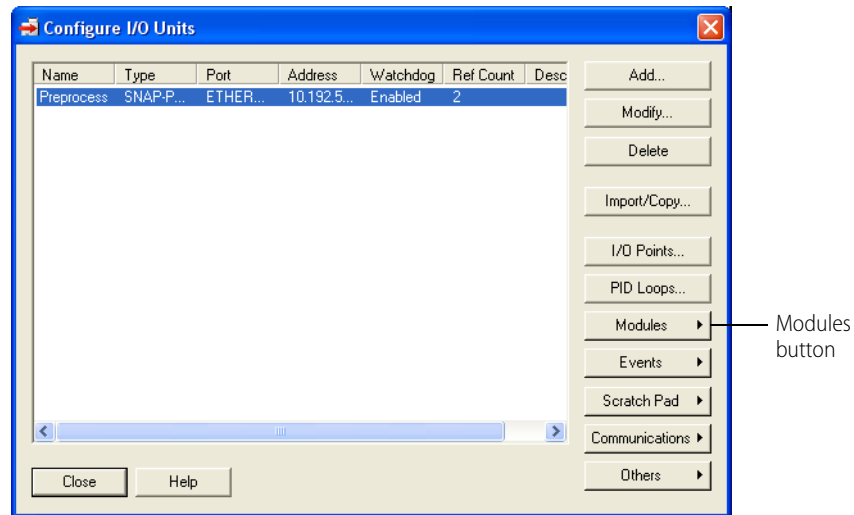 Configure I/O Units
Name Type Port Address Watchdog Ref Count Desc
Preprocess SNAP-P... ETHER... 10.192.5... Enabled 2
Add...
Modify...
Delete
Import/Copy...
I/O Points...
PID Loops...
Modules
Events
Scratch Pad
Communications
Others
Close
Help
Modules
button